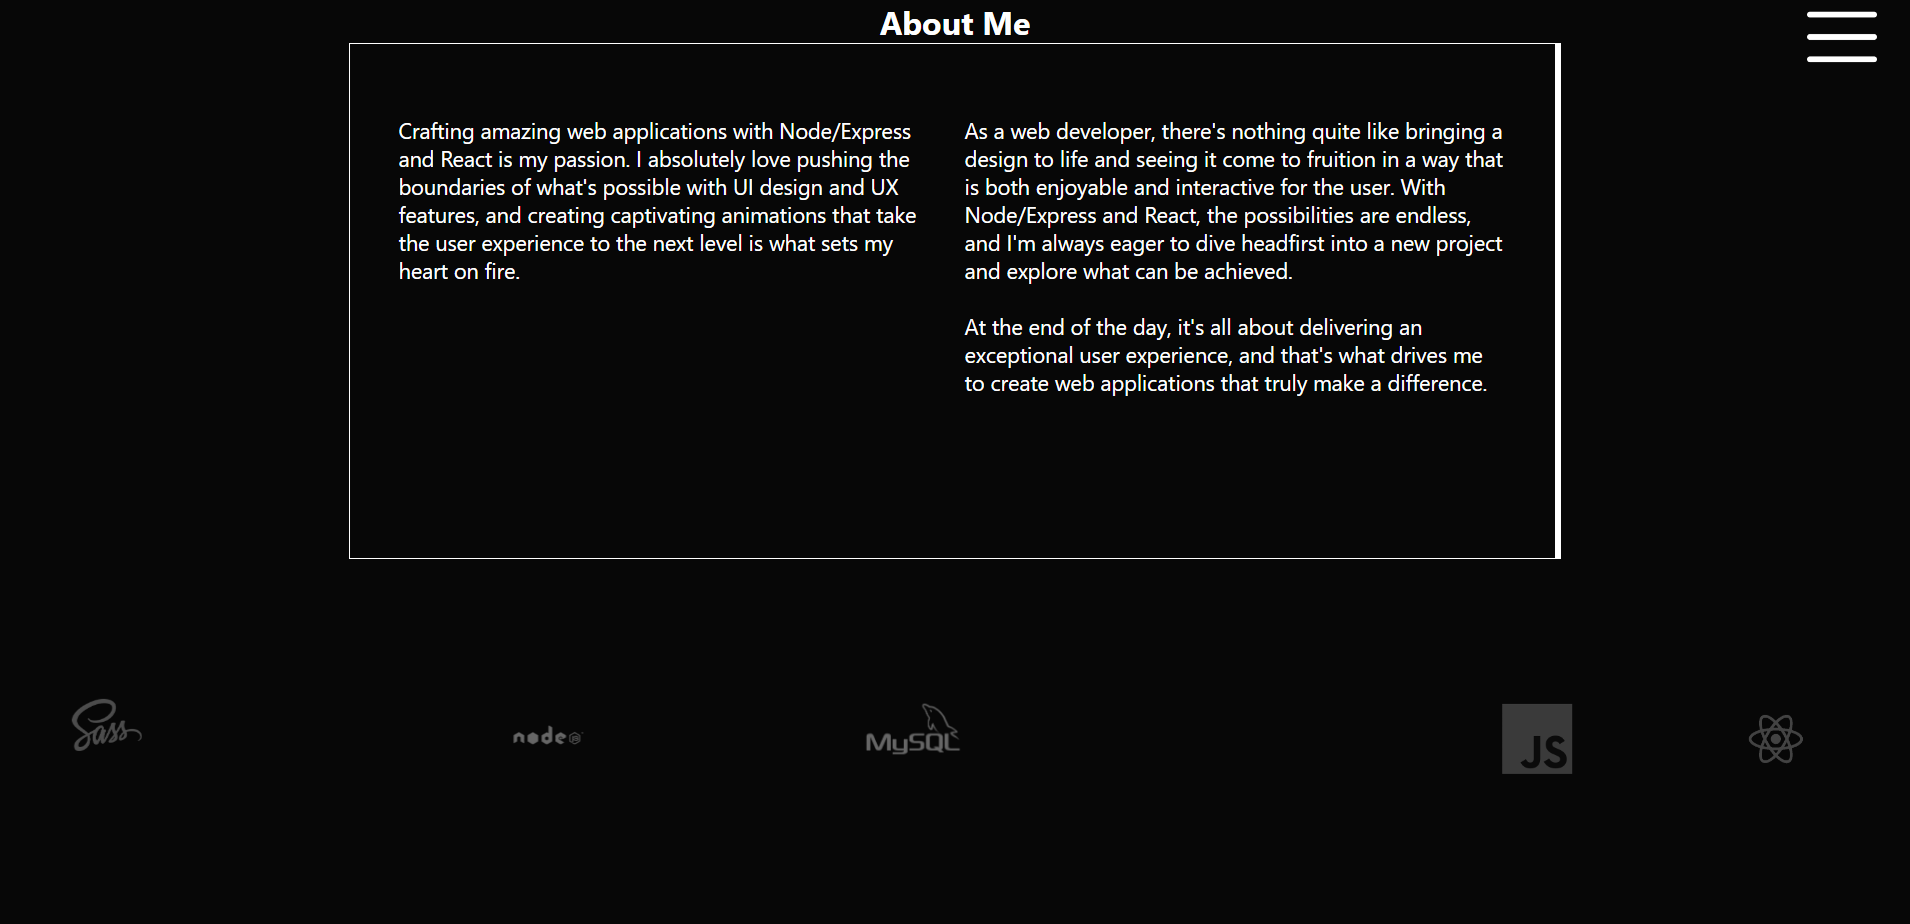 About Me
Crafting amazing web applications with Node/Express
and React is my passion. I absolutely love pushing the
boundaries of what's possible with UI design and UX
features, and creating captivating animations that take
the user experience to the next level is what sets my
heart on fire.
As a web developer, there's nothing quite like bringing a
design to life and seeing it come to fruition in a way that
is both enjoyable and interactive for the user. With
Node/Express and React, the possibilities are endless,
and I'm always eager to dive headfirst into a new project
and explore what can be achieved.
At the end of the day, it's all about delivering an
exceptional user experience, and that's what drives me
to create web applications that truly make a difference.
Sass
node
JS
MySQL
JS